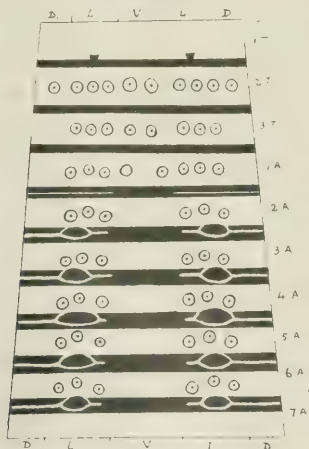 D. L V L D
1 T
2 T
3 T
1 A
2 A
3 A
4 A
5 A
6 A
7 A
D L V L D